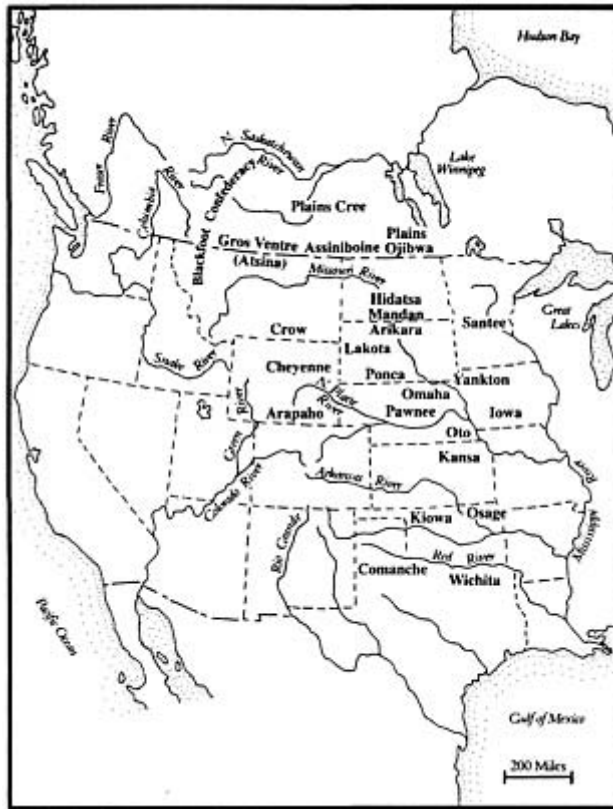 Hudson Bay
Fraser River
Columbia River
N. Saskatchewan River
Lake Winnipeg
Blackfoot Confederacy
Plains Cree
Plains Ojibwa
Gros Ventre (Atsina)
Assiniboine
Missouri River
Hidatsa
Mandan
Arikara
Santee
Great Lakes
Crow
Lakota
Snake River
Cheyenne
Ponca
Yankton
N. Platte River
Omaha
Green River
Arapaho
Pawnee
Iowa
Oto
Kansa
Colorado River
Arkansas River
Mississippi River
Kiowa
Osage
Rio Grande
Red River
Comanche
Wichita
Pacific Ocean
Gulf of Mexico
200 Miles